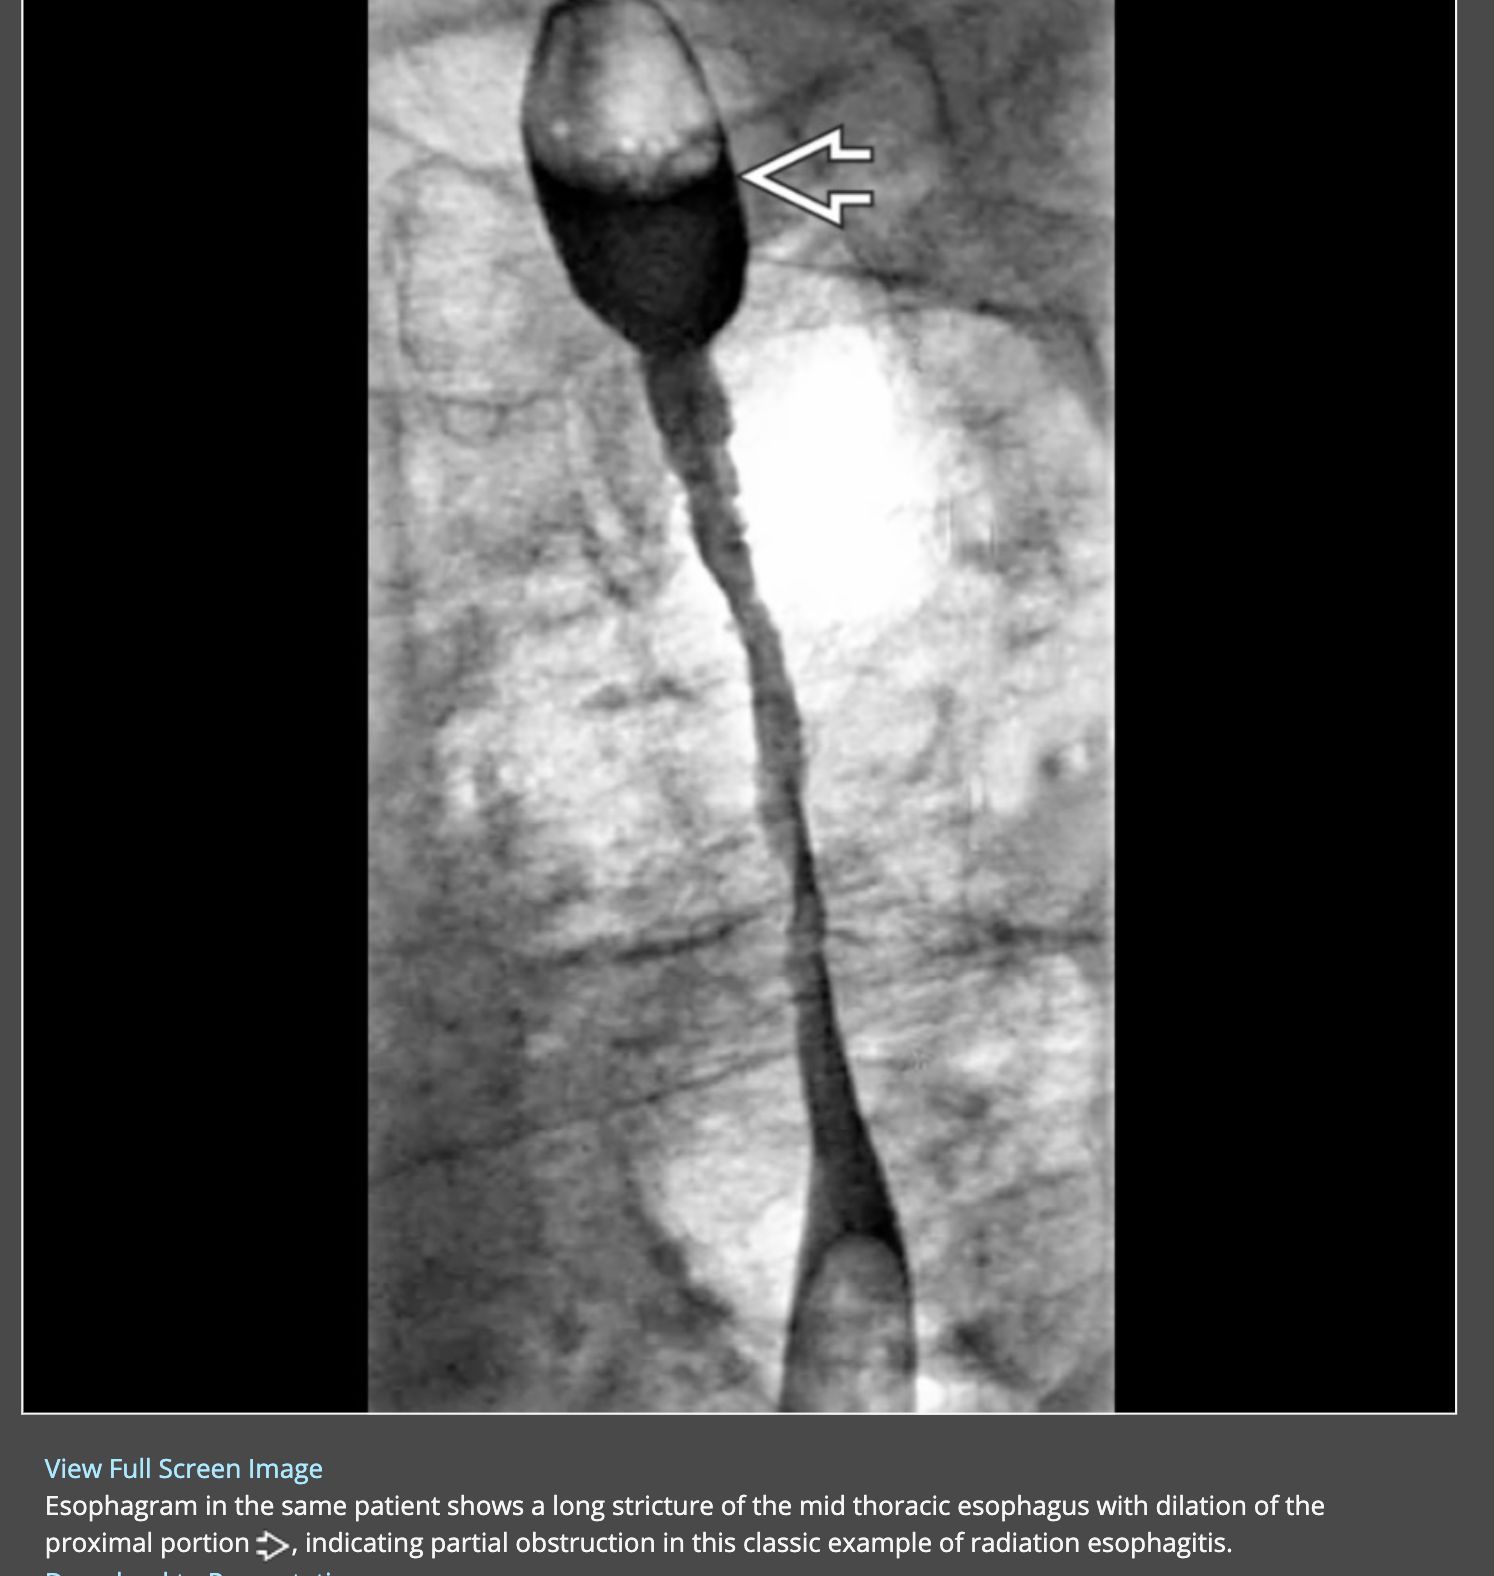 View Full Screen Image
Esophagram in the same patient shows a long stricture of the mid thoracic esophagus with dilation of the
proximal portion , indicating partial obstruction in this classic example of radiation esophagitis.